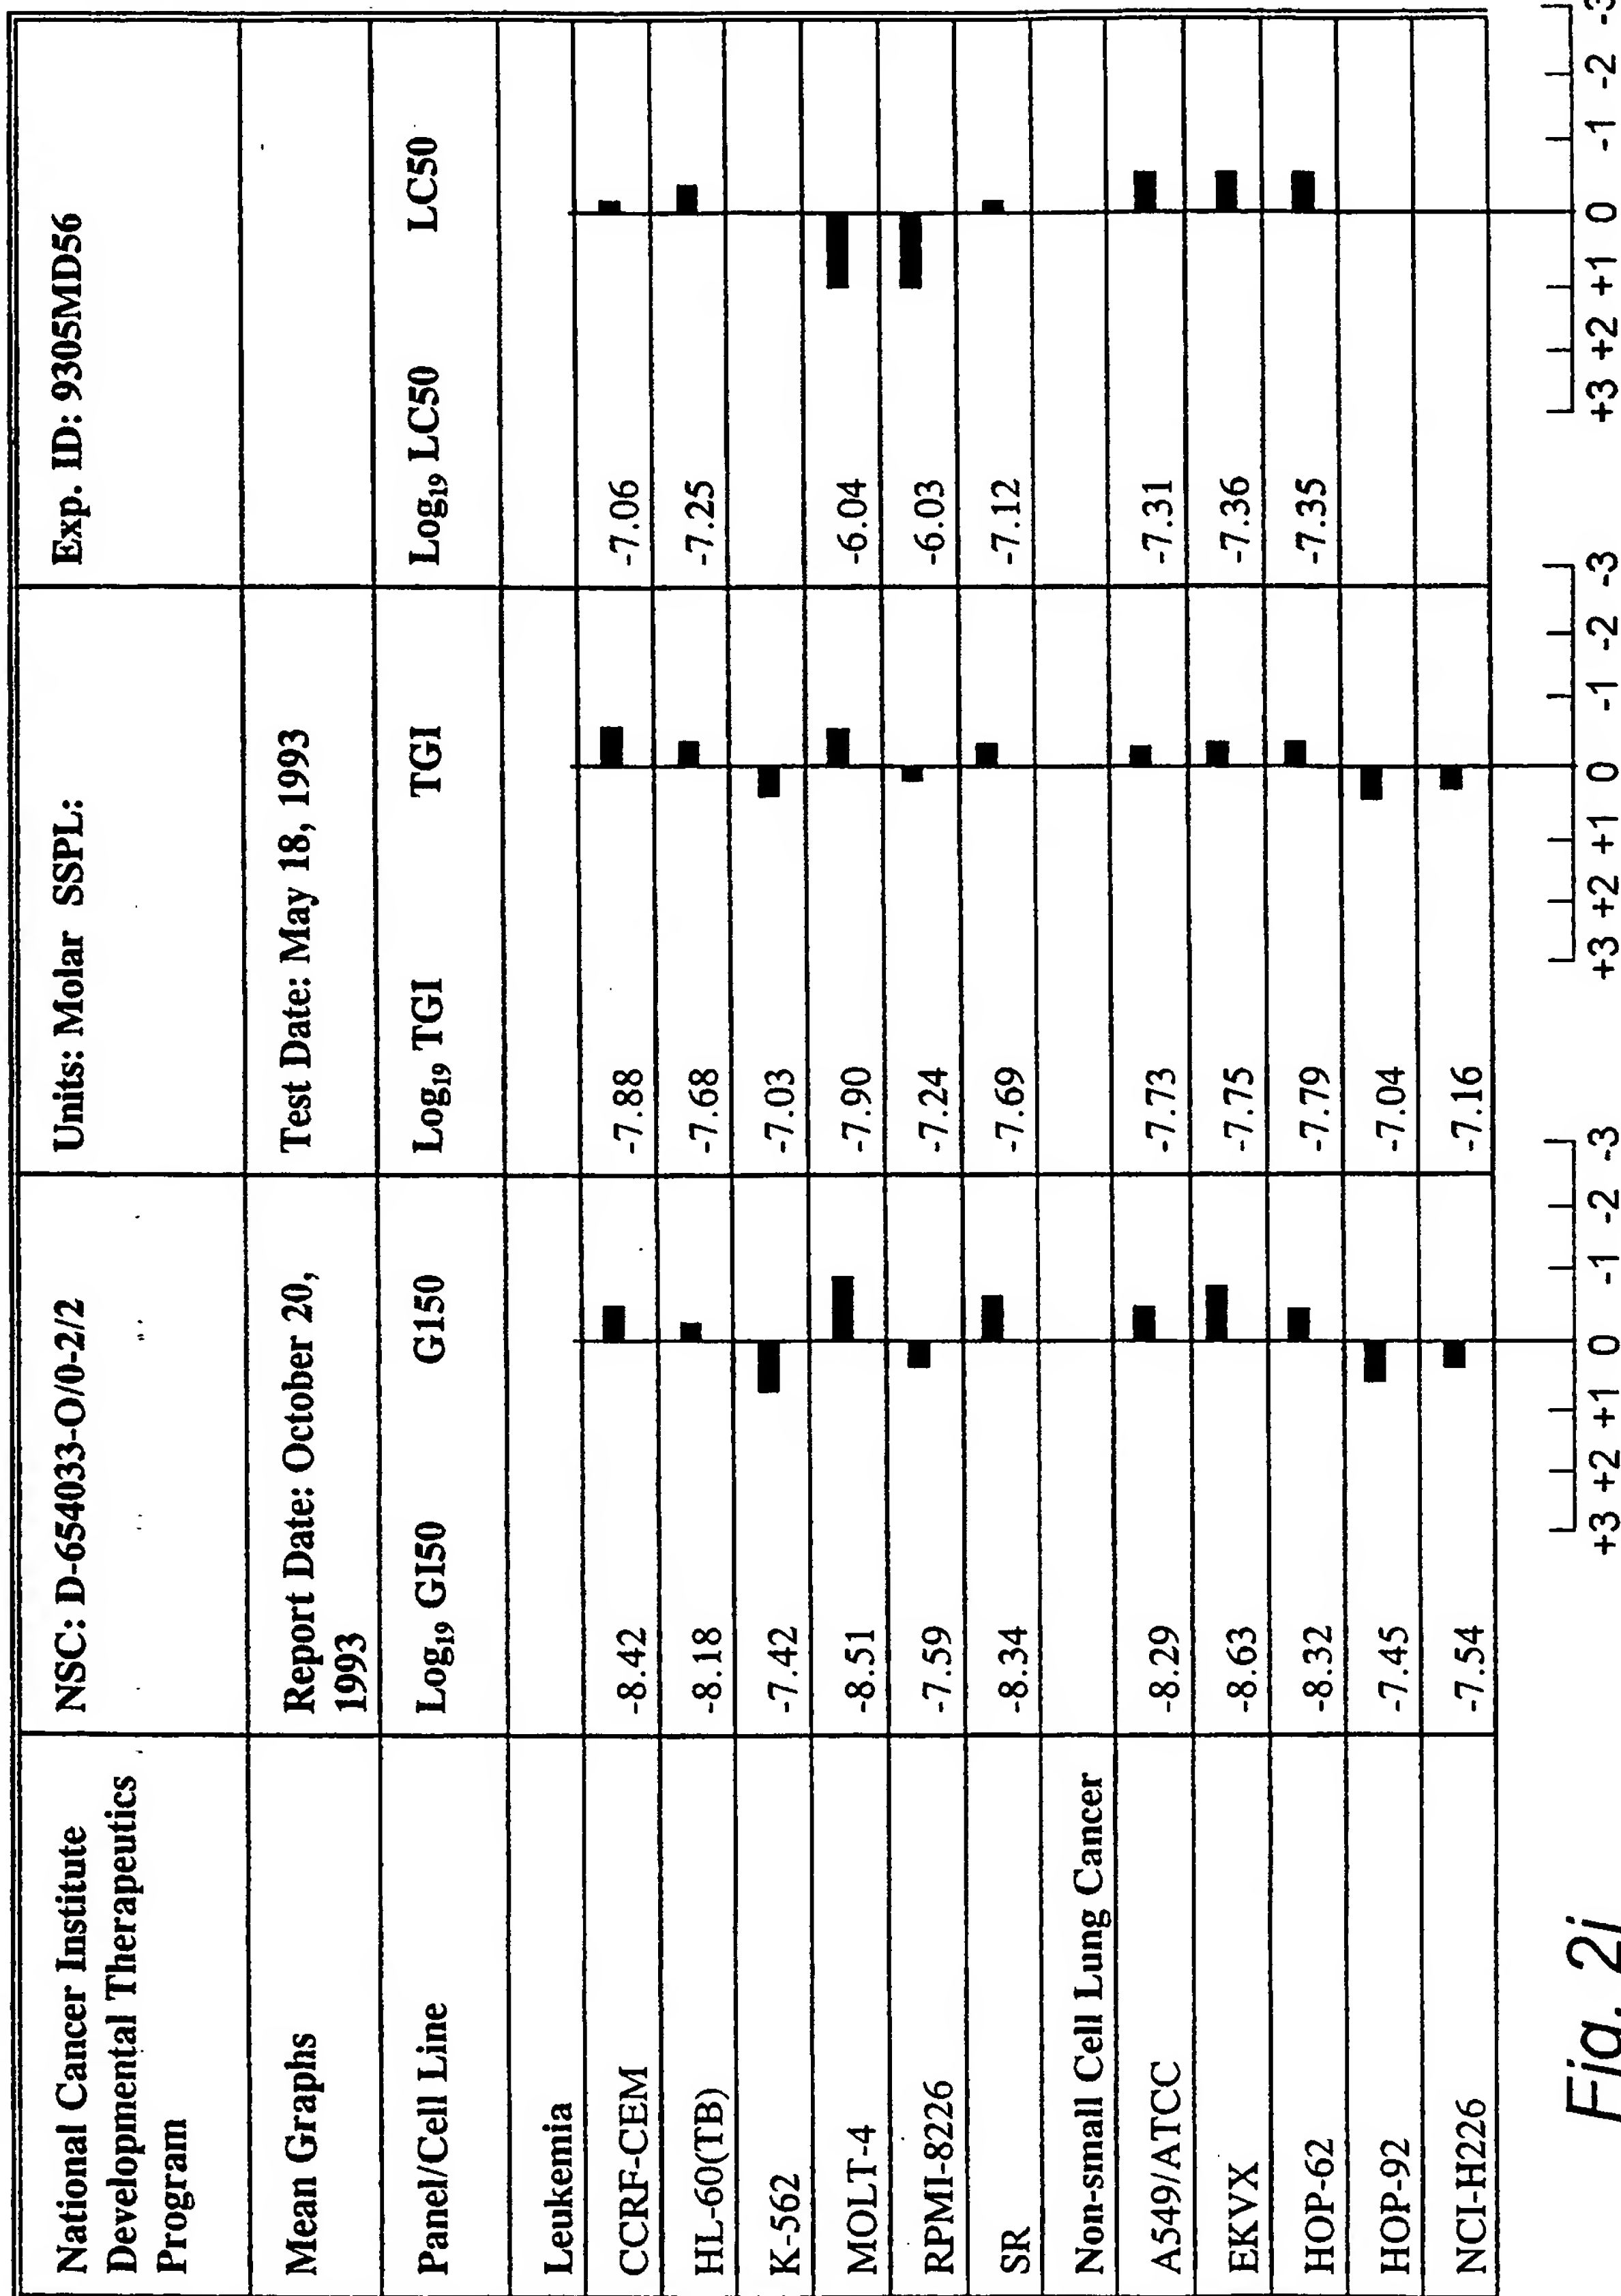 National Cancer Institute
Developmental Therapeutics
Program
NSC: D-654033-O/0-2/2
Units: Molar SSPL:
Exp. ID: 9305MD56
Mean Graphs
Report Date: October 20,
1993
Test Date: May 18, 1993
Panel/Cell Line
Log19 GI50
G150
Log19 TGI
TGI
Log19 LC50
LC50
Leukemia
CCRF-CEM -8.42 -7.88 -7.06
HL-60(TB) -8.18 -7.68 -7.25
K-562 -7.42 -7.03
MOLT-4 -8.51 -7.90 -6.04
RPMI-8226 -7.59 -7.24 -6.03
SR -8.34 -7.69 -7.12
Non-small Cell Lung Cancer
A549/ATCC -8.29 -7.73 -7.31
EKVX -8.63 -7.75 -7.36
HOP-62 -8.32 -7.79 -7.35
HOP-92 -7.45 -7.04
NCI-H226 -7.54 -7.16
+3 +2 +1 0 -1 -2 -3
+3 +2 +1 0 -1 -2 -3
+3 +2 +1 0 -1 -2 -3
Fig. 2i